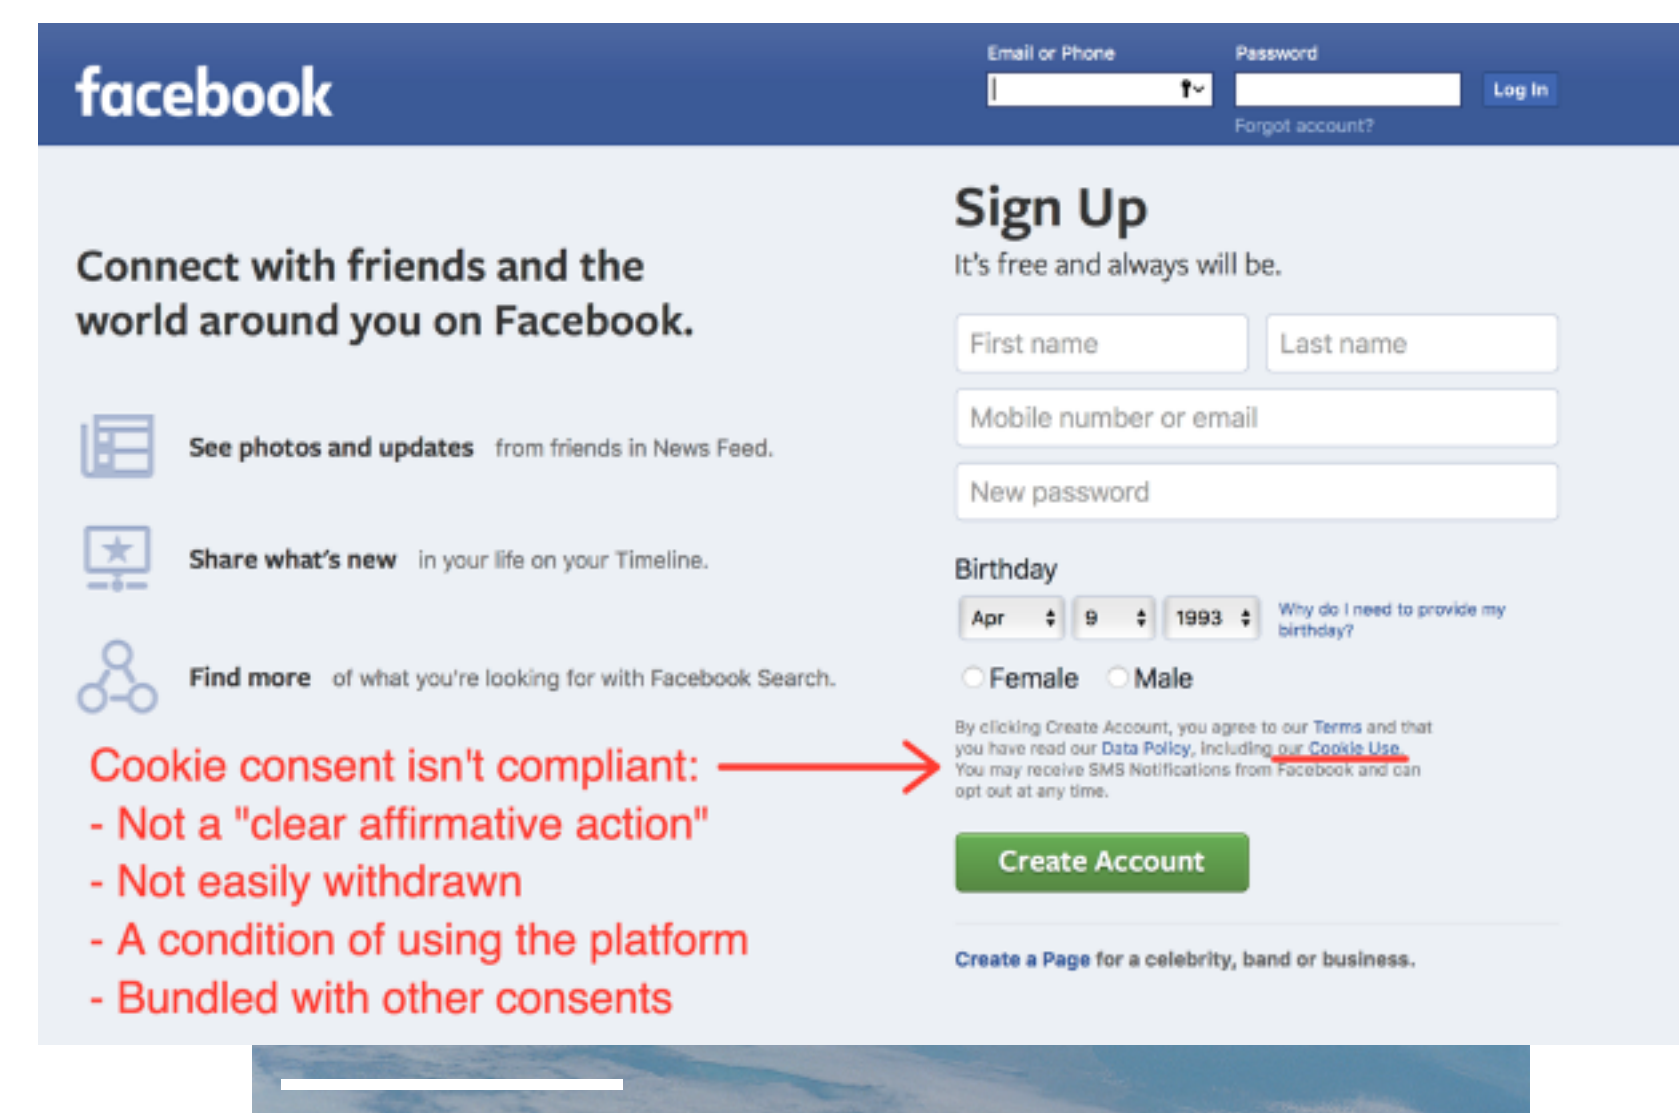 facebook
Email or Phone
Password
Log In
Forgot account?
Connect with friends and the
world around you on Facebook.
See photos and updates from friends in News Feed.
Share what's new in your life on your Timeline.
Find more of what you're looking for with Facebook Search.
Cookie consent isn't compliant:
- Not a "clear affirmative action"
- Not easily withdrawn
- A condition of using the platform
- Bundled with other consents
Sign Up
It's free and always will be.
First name
Last name
Mobile number or email
New password
Birthday
Apr 9 1993
Why do I need to provide my
birthday?
Female Male
By clicking Create Account, you agree to our Terms and that
you have read our Data Policy, including our Cookie Use.
You may receive SMS Notifications from Facebook and can
opt out at any time.
Create Account
Create a Page for a celebrity, band or business.